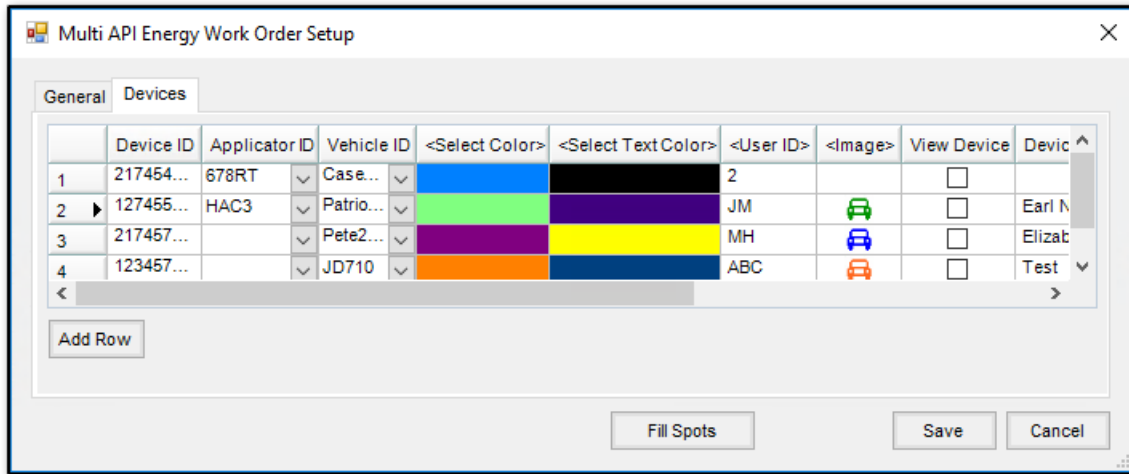 Multi API Energy Work Order Setup
General Devices
Device ID Applicator ID Vehicle ID <Select Color> <Select Text Color> <User ID> <Image> View Device Devic
1 217454... 678RT Case... 2
2 127455... HAC3 Patrio... JM Earl N
3 217457... Pete2... MH Elizab
4 123457... JD710 ABC Test
Add Row
Fill Spots Save Cancel